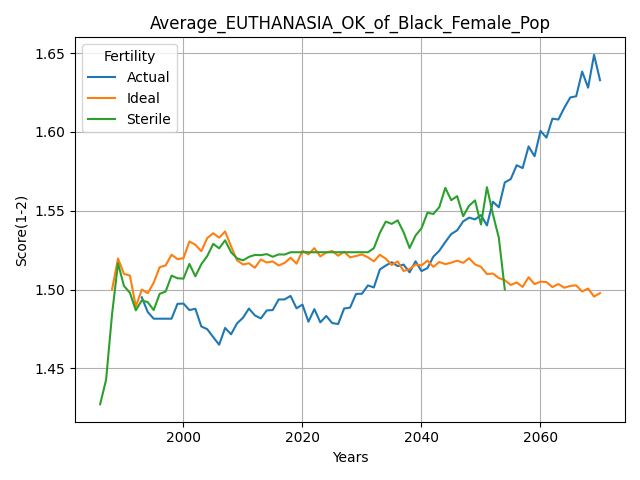 Average_EUTHANASIA_OK_of_Black_Female_Pop
Fertility
Actual
Ideal
Sterile
1.65
1.60
1.55
1.50
1.45
Score(1-2)
2000
2020
2040
2060
Years